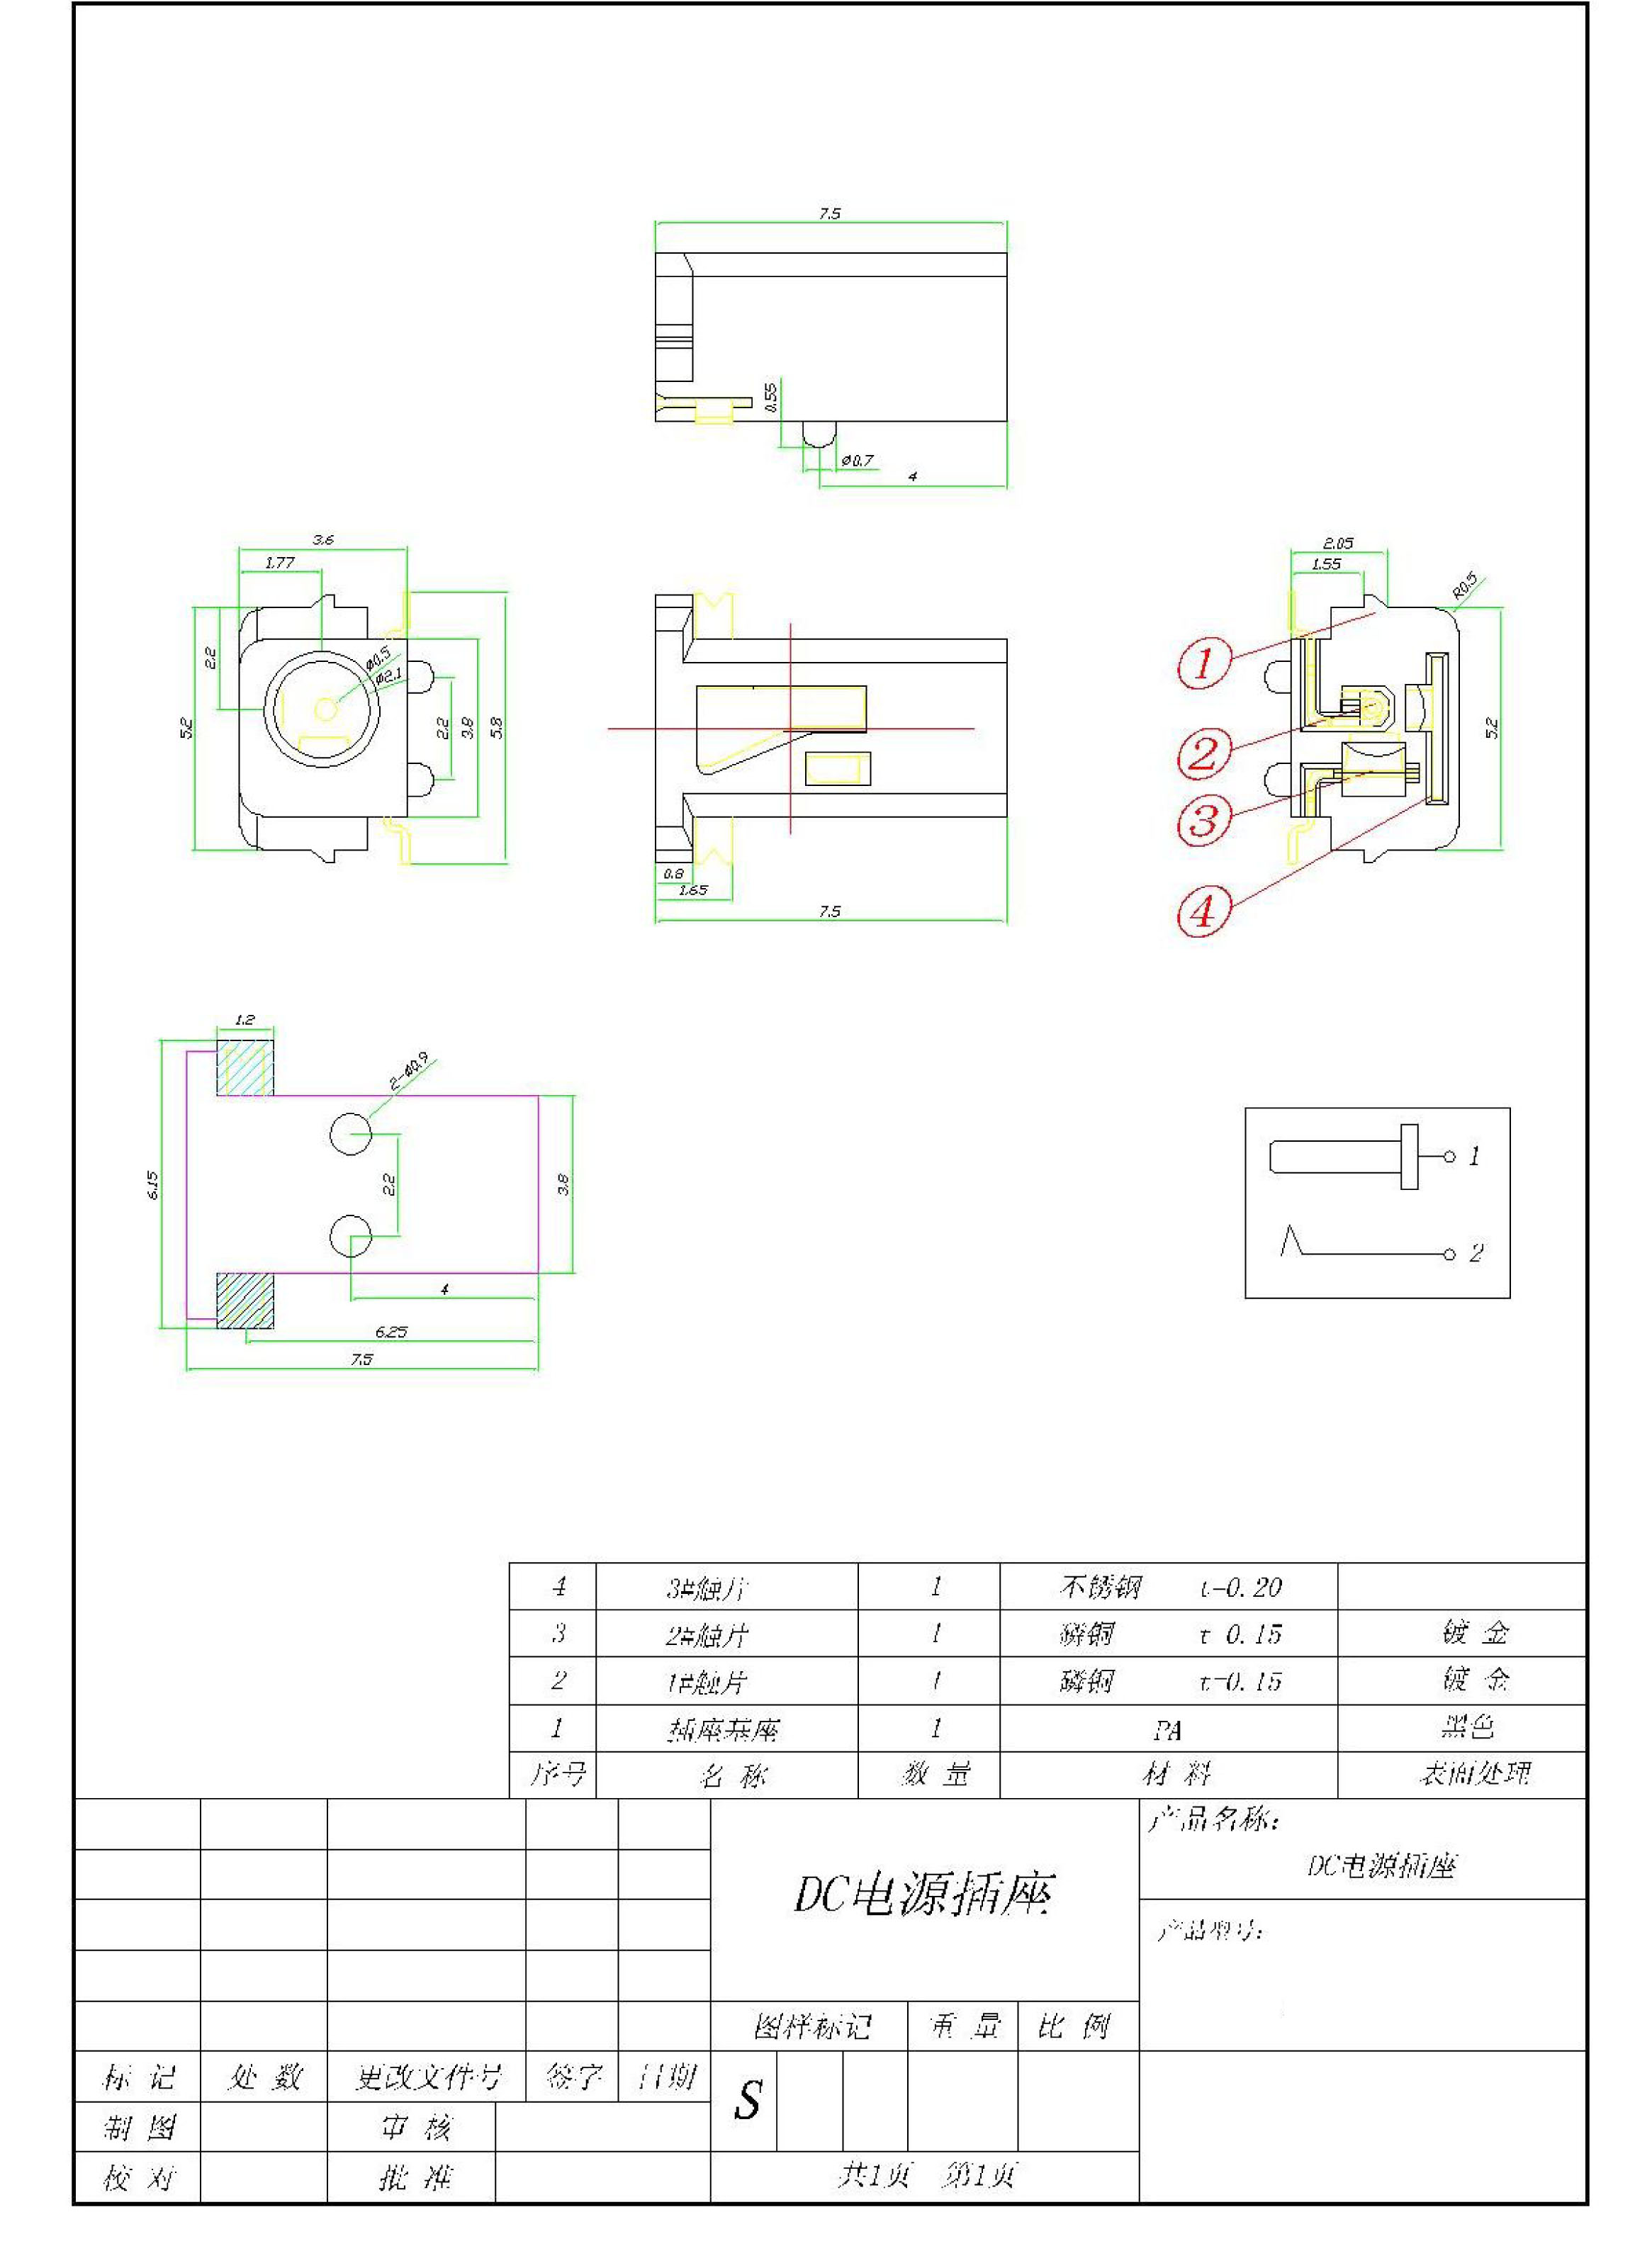 7.5
0.55
ø0.7
4
3.6
1.77
2.2
5.2
ø0.5
ø2.1
2.2
3.8
5.8
0.8
1.65
7.5
2.05
1.55
R0.5
5.2
1
2
3
4
1.2
2-ø0.9
6.15
2.2
3.8
4
6.25
7.5
1
2
4 3#触片 1 不锈钢 t=0.20
3 2#触片 1 磷铜 t=0.15 镀金
2 1#触片 1 磷铜 t=0.15 镀金
1 插座基座 1 PA 黑色
序号 名称 数量 材料 表面处理
产品名称:
DC电源插座
DC电源插座
产品型号:
图样标记 重量 比例
标记 处数 更改文件号 签字 日期
S
制图 审核
校对 批准
共1页 第1页